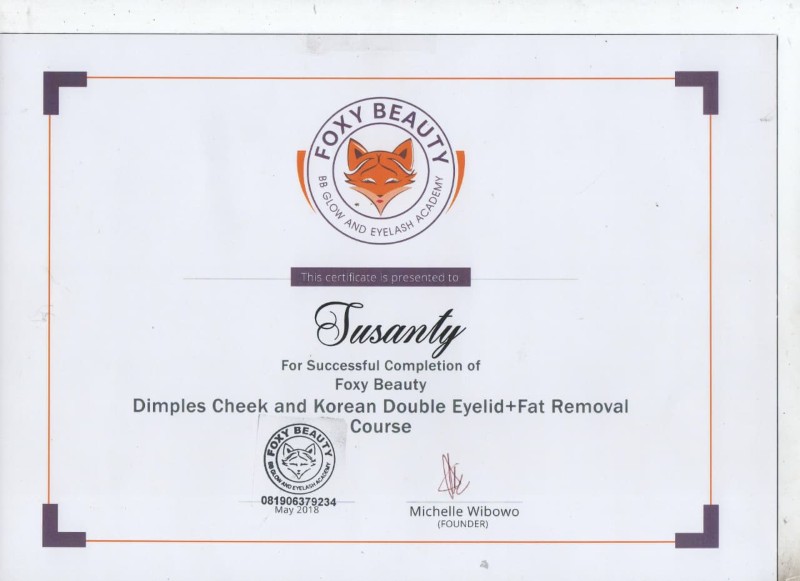 FOXY BEAUTY
BB GLOW AND EYELASH ACADEMY
This certificate is presented to
Susanty
For Successful Completion of
Foxy Beauty
Dimples Cheek and Korean Double Eyelid+Fat Removal
Course
FOXY BEAUTY
BB GLOW AND EYELASH ACADEMY
081906379234
May 2018
Michelle Wibowo
(FOUNDER)